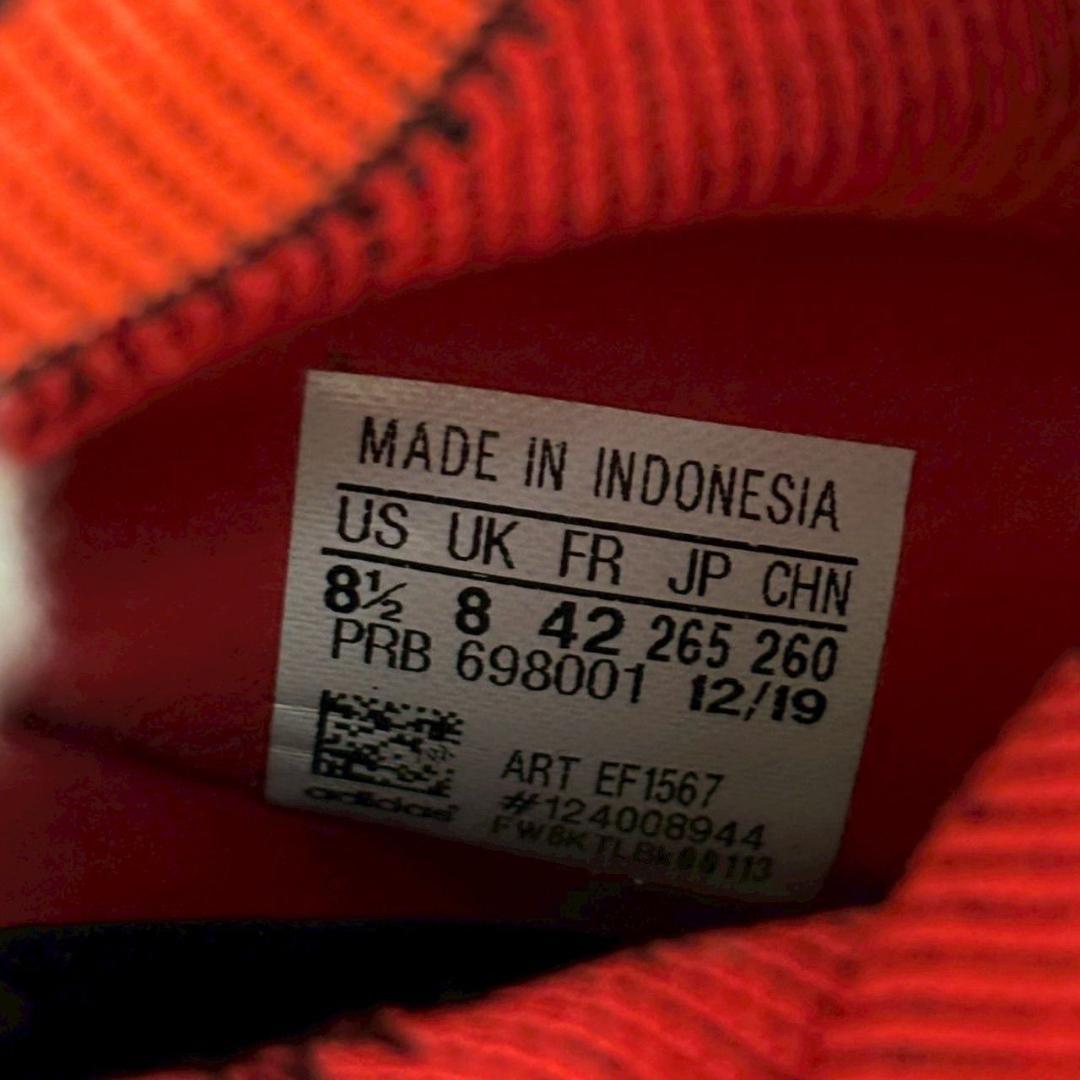 MADE IN INDONESIA
US UK FR JP CHN
8½ 8 42 265 260
PRB 698001 12/19
ART EF1567
#124008944
adidas